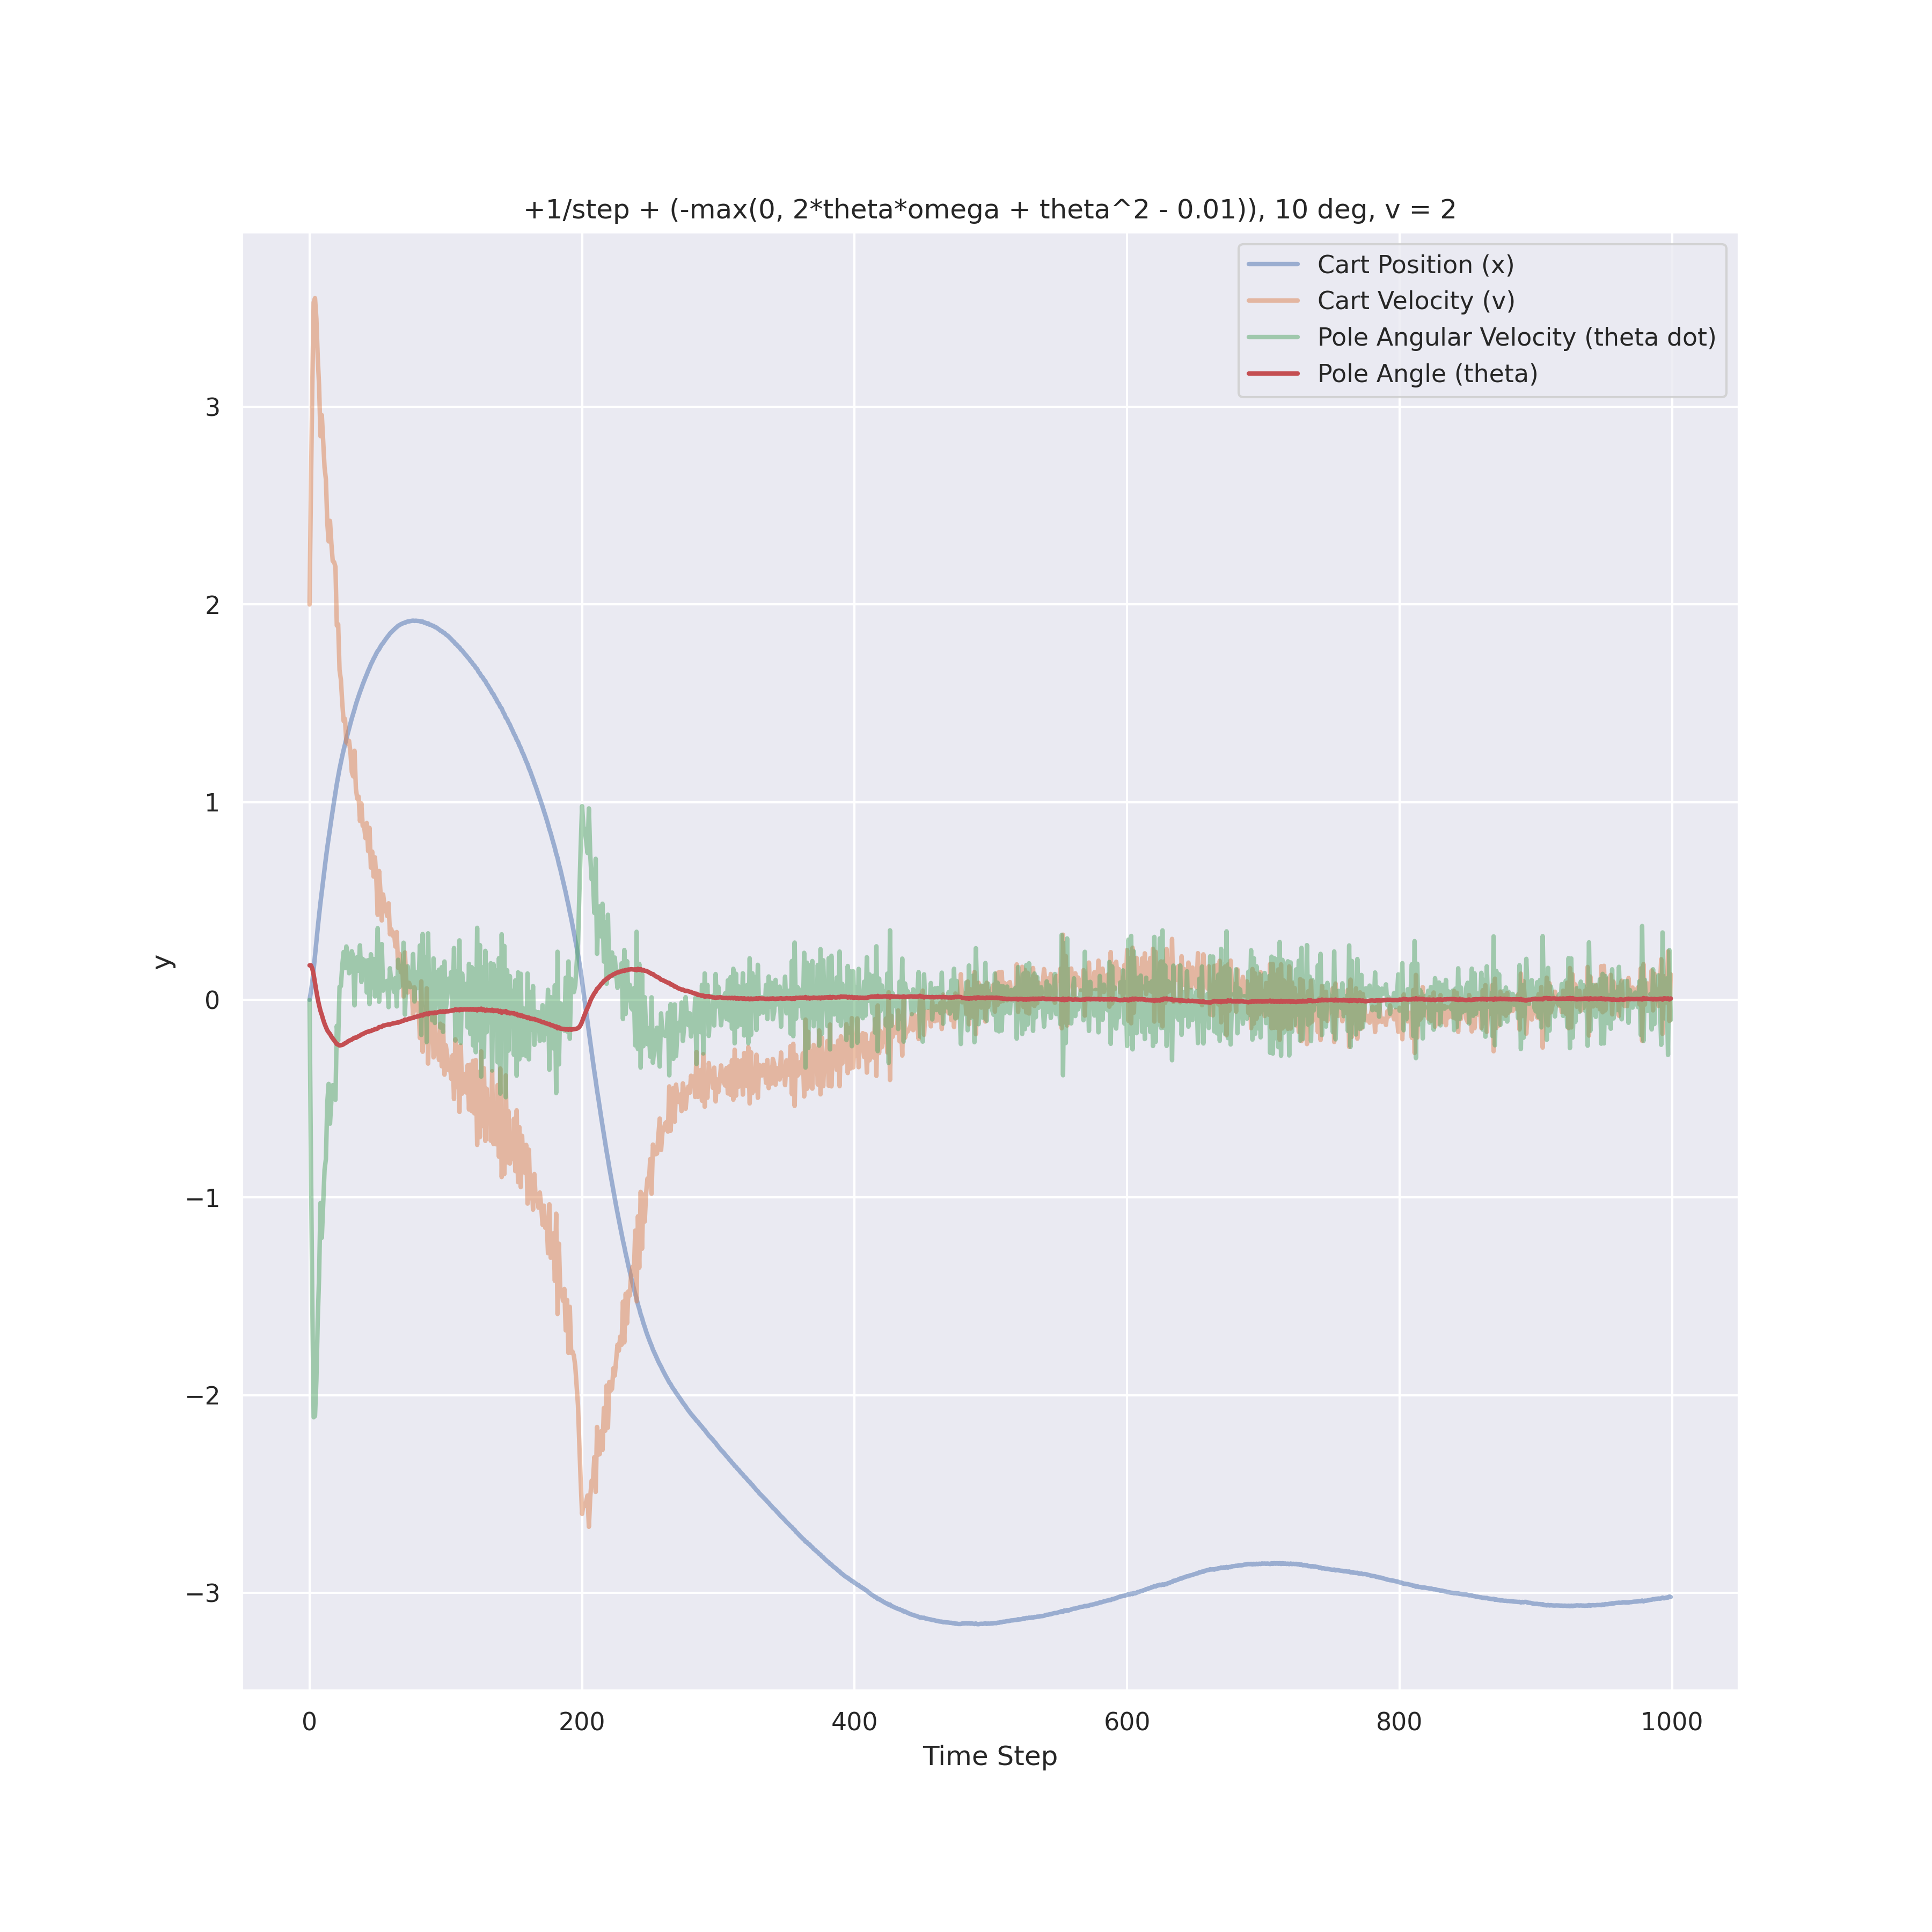 +1/step + (-max(0, 2*theta*omega + theta^2 - 0.01)), 10 deg, v = 2
Cart Position (x)
Cart Velocity (v)
Pole Angular Velocity (theta dot)
Pole Angle (theta)
3
2
1
0
−1
−2
−3
y
0
200
400
600
800
1000
Time Step